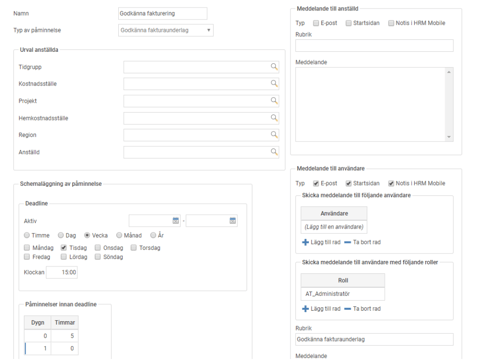 Namn
Godkänna fakturering
Typ av påminnelse
Godkänna fakturaunderlag
Urval anställda
Tidgrupp
Kostnadsställe
Projekt
Hemkostnadsställe
Region
Anställd
Schemaläggning av påminnelse
Deadline
Aktiv
-
Timme Dag Vecka Månad År
Måndag Tisdag Onsdag Torsdag
Fredag Lördag Söndag
Klockan 15:00
Påminnelser innan deadline
Dygn Timmar
0 5
1 0
Meddelande till anställd
Typ E-post Startsidan Notis i HRM Mobile
Rubrik
Meddelande
Meddelande till användare
Typ E-post Startsidan Notis i HRM Mobile
Skicka meddelande till följande användare
Användare
(Lägg till en användare)
Lägg till rad Ta bort rad
Skicka meddelande till användare med följande roller
Roll
AT_Administratör
Lägg till rad Ta bort rad
Rubrik
Godkänna fakturaunderlag
Meddelande